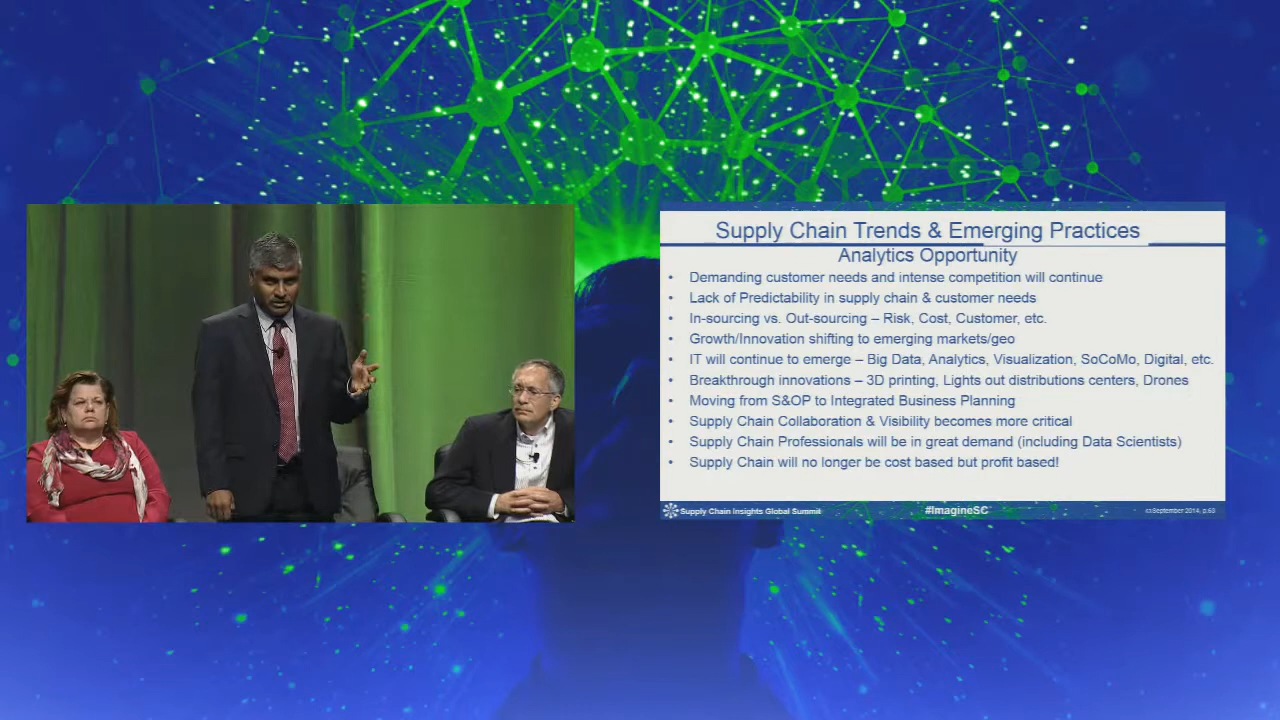 Supply Chain Trends & Emerging Practices
Analytics Opportunity
• Demanding customer needs and intense competition will continue
• Lack of Predictability in supply chain & customer needs
• In-sourcing vs. Out-sourcing – Risk, Cost, Customer, etc.
• Growth/Innovation shifting to emerging markets/geo
• IT will continue to emerge – Big Data, Analytics, Visualization, SoCoMo, Digital, etc.
• Breakthrough innovations – 3D printing, Lights out distributions centers, Drones
• Moving from S&OP to Integrated Business Planning
• Supply Chain Collaboration & Visibility becomes more critical
• Supply Chain Professionals will be in great demand (including Data Scientists)
• Supply Chain will no longer be cost based but profit based!
Supply Chain Insights Global Summit
#ImagineSC
September 2014, p.63